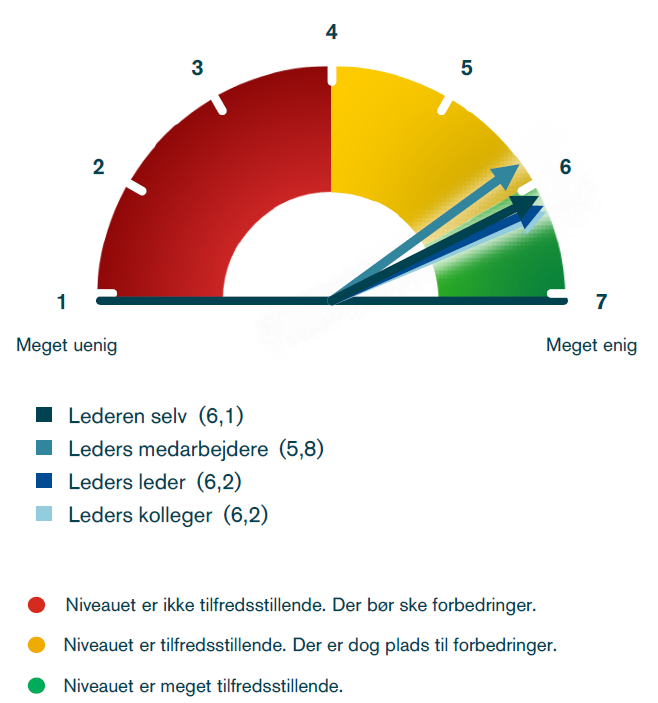 4
3
5
2
6
1
7
Meget uenig
Meget enig
Lederen selv (6,1)
Leders medarbejdere (5,8)
Leders leder (6,2)
Leders kolleger (6,2)
Niveauet er ikke tilfredsstillende. Der bør ske forbedringer.
Niveauet er tilfredsstillende. Der er dog plads til forbedringer.
Niveauet er meget tilfredsstillende.